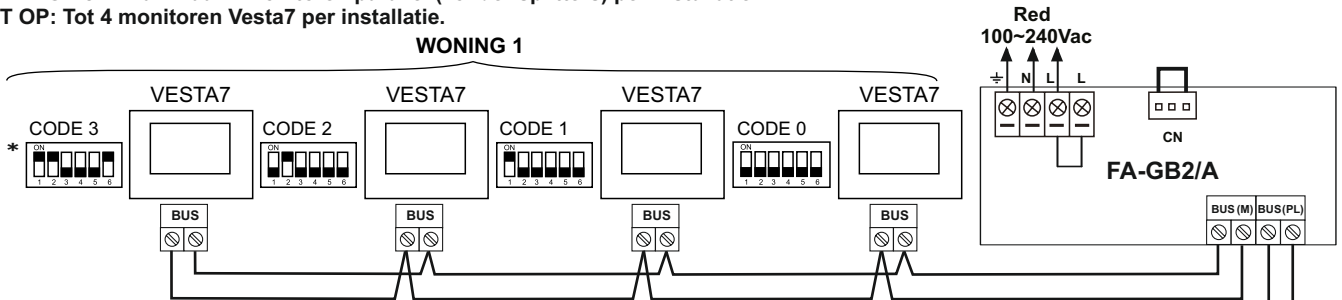 T OP: Tot 4 monitoren Vesta7 per installatie.
Red
100~240Vac
WONING 1
N L L
VESTA7 VESTA7 VESTA7 VESTA7
CN
CODE 3 CODE 2 CODE 1 CODE 0
*
ON ON ON ON
FA-GB2/A
1 2 3 4 5 6 1 2 3 4 5 6 1 2 3 4 5 6 1 2 3 4 5 6
BUS BUS BUS BUS BUS (M) BUS(PL)